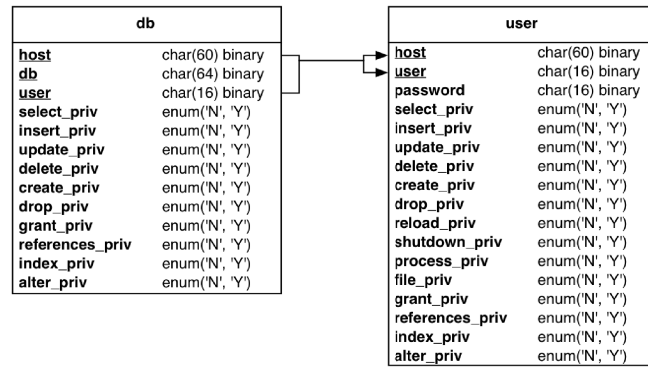 db
host char(60) binary
db char(64) binary
user char(16) binary
select_priv enum('N', 'Y')
insert_priv enum('N', 'Y')
update_priv enum('N', 'Y')
delete_priv enum('N', 'Y')
create_priv enum('N', 'Y')
drop_priv enum('N', 'Y')
grant_priv enum('N', 'Y')
references_priv enum('N', 'Y')
index_priv enum('N', 'Y')
alter_priv enum('N', 'Y')
user
host char(60) binary
user char(16) binary
password char(16) binary
select_priv enum('N', 'Y')
insert_priv enum('N', 'Y')
update_priv enum('N', 'Y')
delete_priv enum('N', 'Y')
create_priv enum('N', 'Y')
drop_priv enum('N', 'Y')
reload_priv enum('N', 'Y')
shutdown_priv enum('N', 'Y')
process_priv enum('N', 'Y')
file_priv enum('N', 'Y')
grant_priv enum('N', 'Y')
references_priv enum('N', 'Y')
index_priv enum('N', 'Y')
alter_priv enum('N', 'Y')